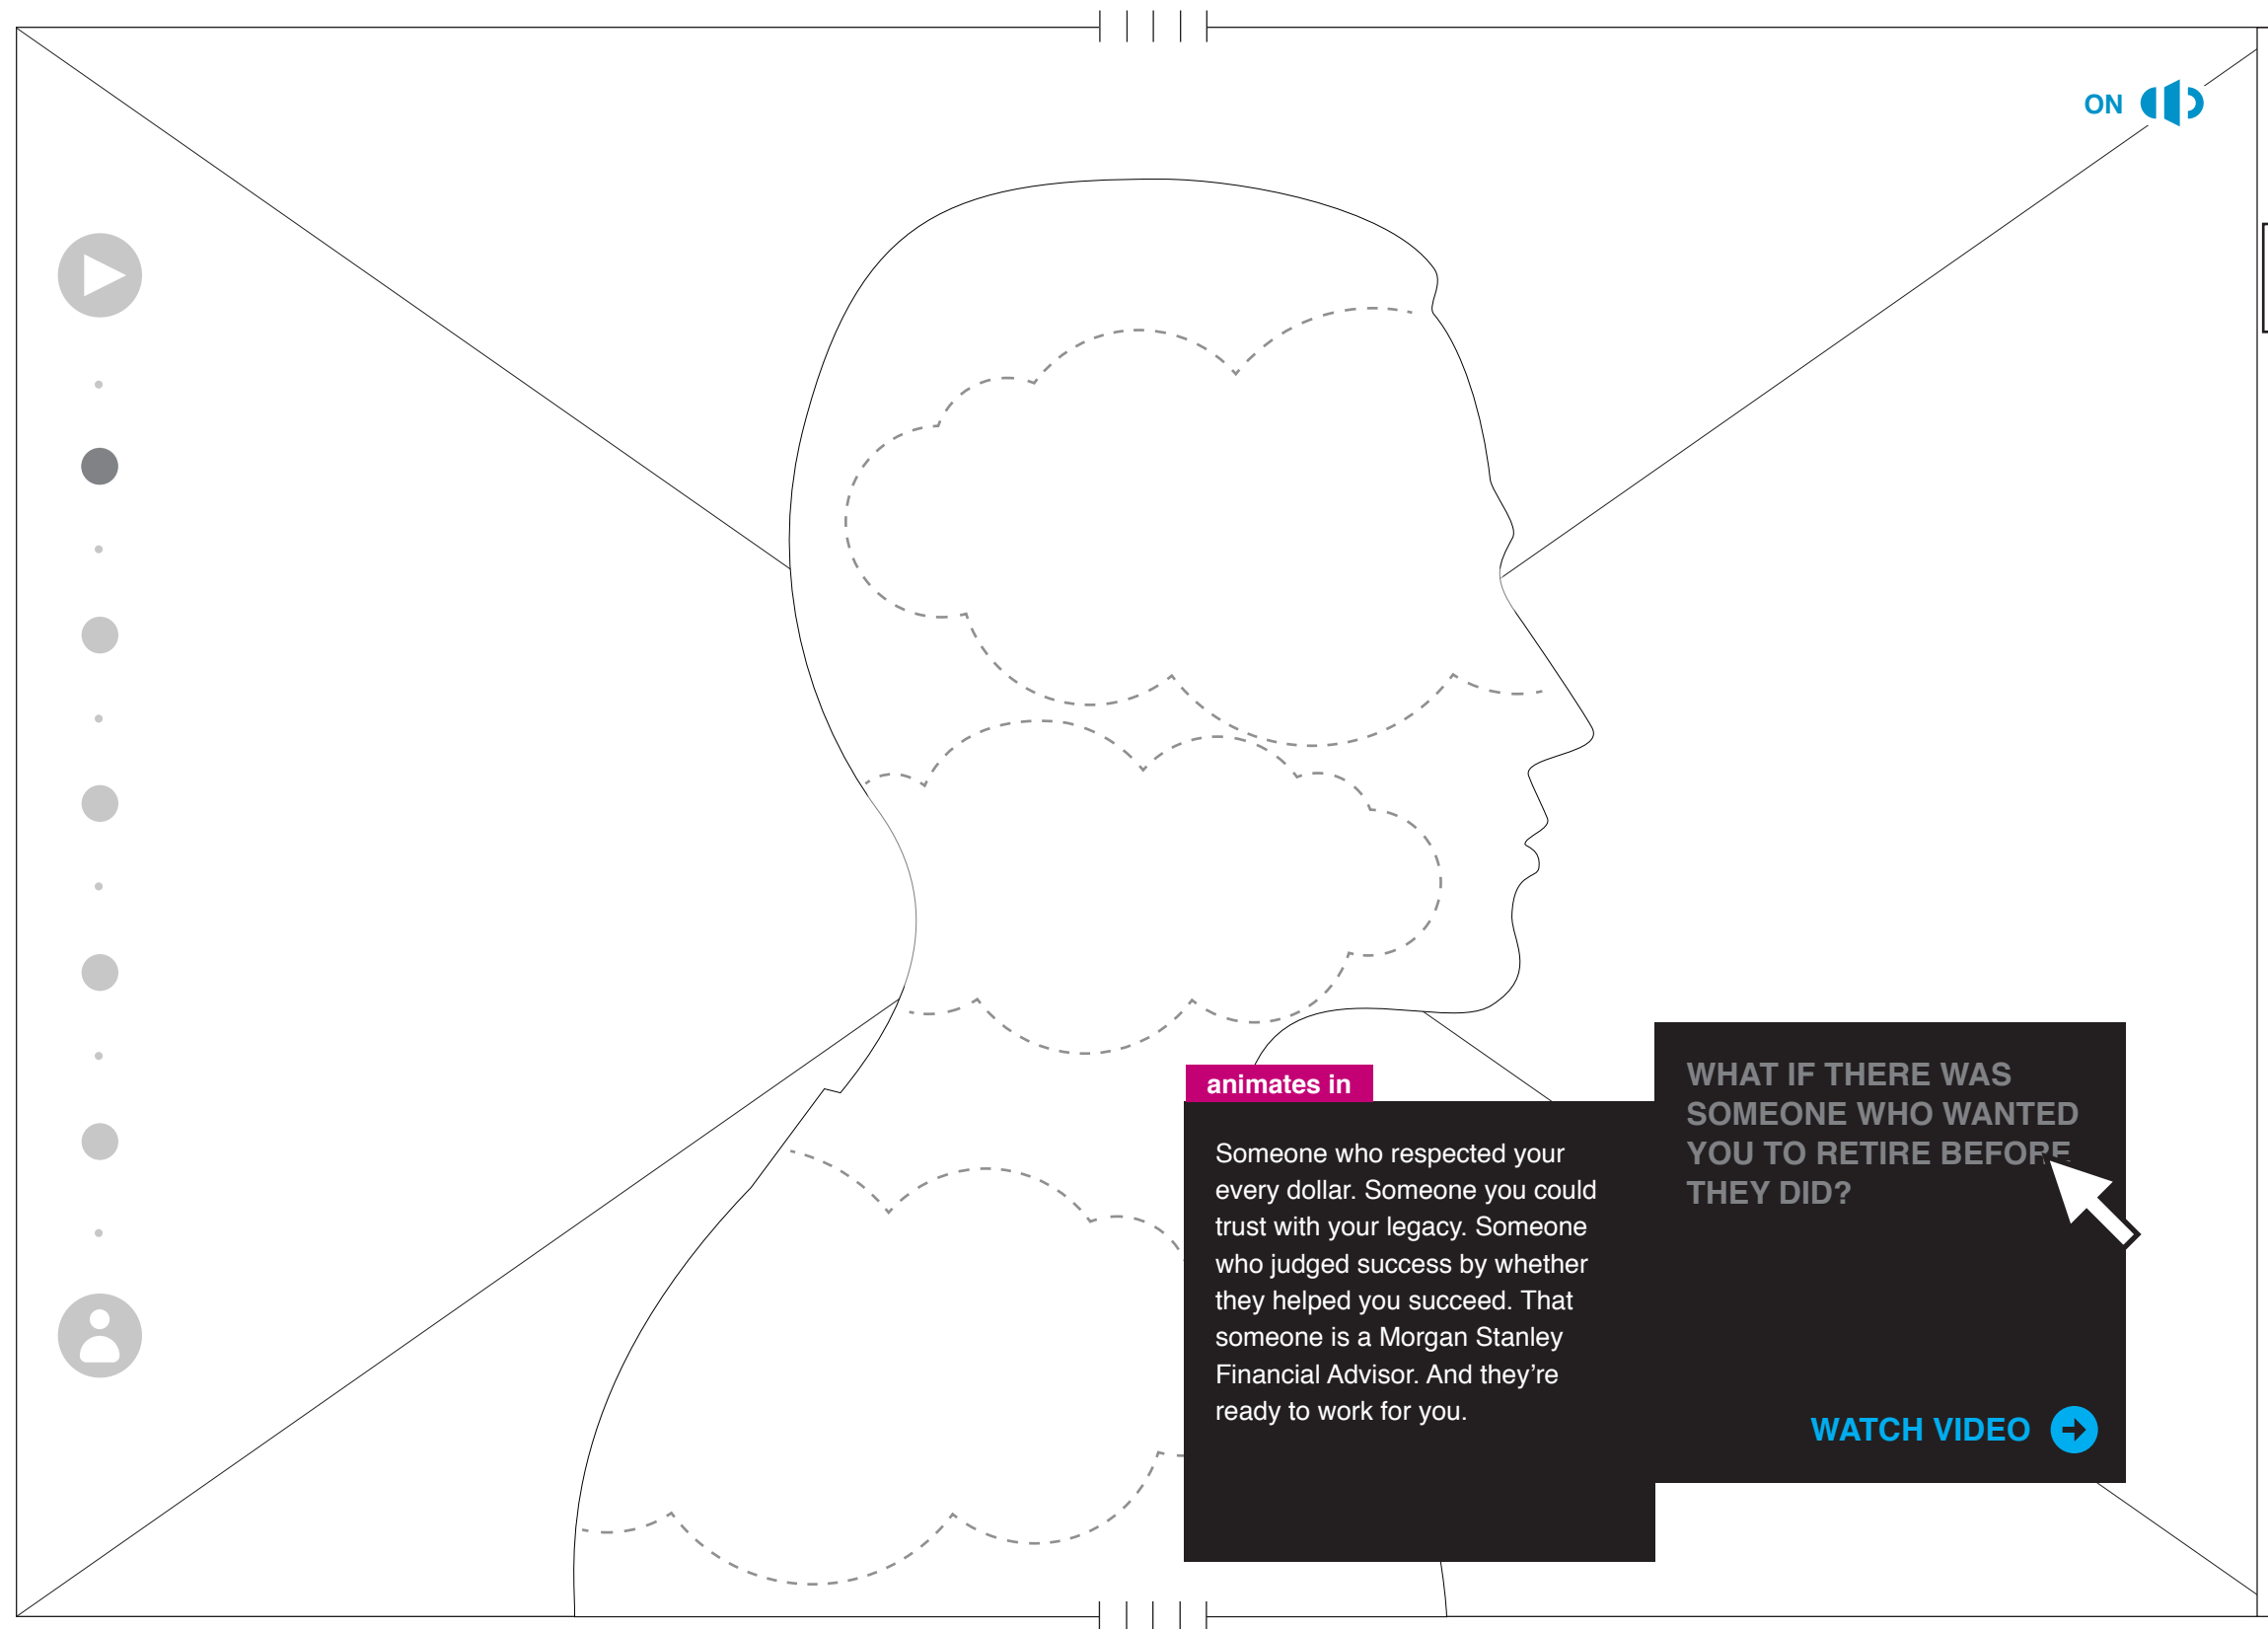 ON
animates in
Someone who respected your
every dollar. Someone you could
trust with your legacy. Someone
who judged success by whether
they helped you succeed. That
someone is a Morgan Stanley
Financial Advisor. And they’re
ready to work for you.
WHAT IF THERE WAS
SOMEONE WHO WANTED
YOU TO RETIRE BEFORE
THEY DID?
WATCH VIDEO